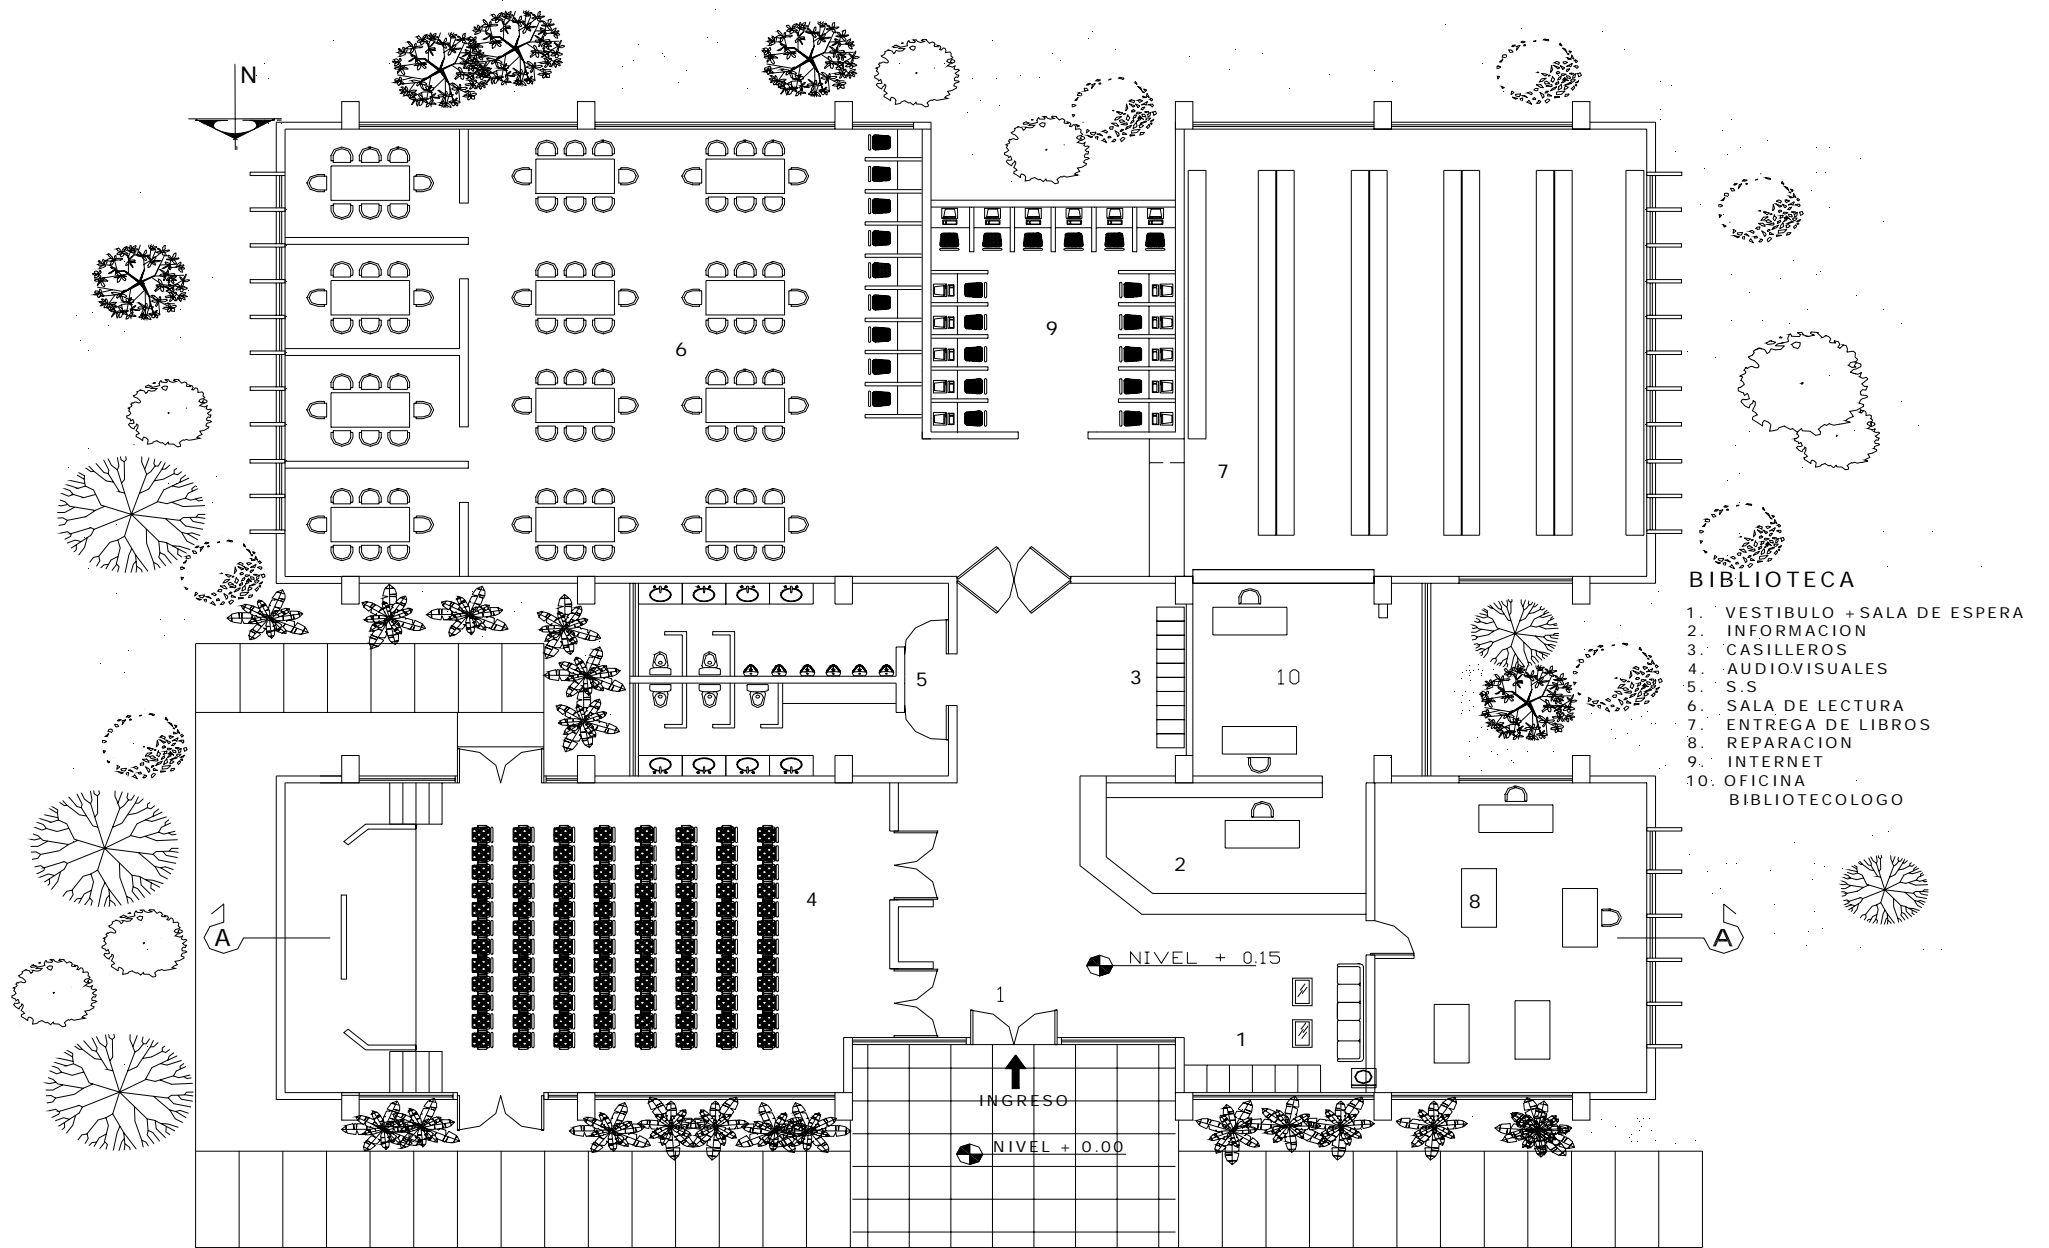 N
6
9
7
BIBLIOTECA
1. VESTIBULO + SALA DE ESPERA
2. INFORMACION
3. CASILLEROS
4. AUDIOVISUALES
5. S.S
6. SALA DE LECTURA
7. ENTREGA DE LIBROS
8. REPARACION
9. INTERNET
10. OFICINA
BIBLIOTECOLOGO
5
3
10
2
4
8
A
A
NIVEL + 0.15
1
1
INGRESO
NIVEL + 0.00